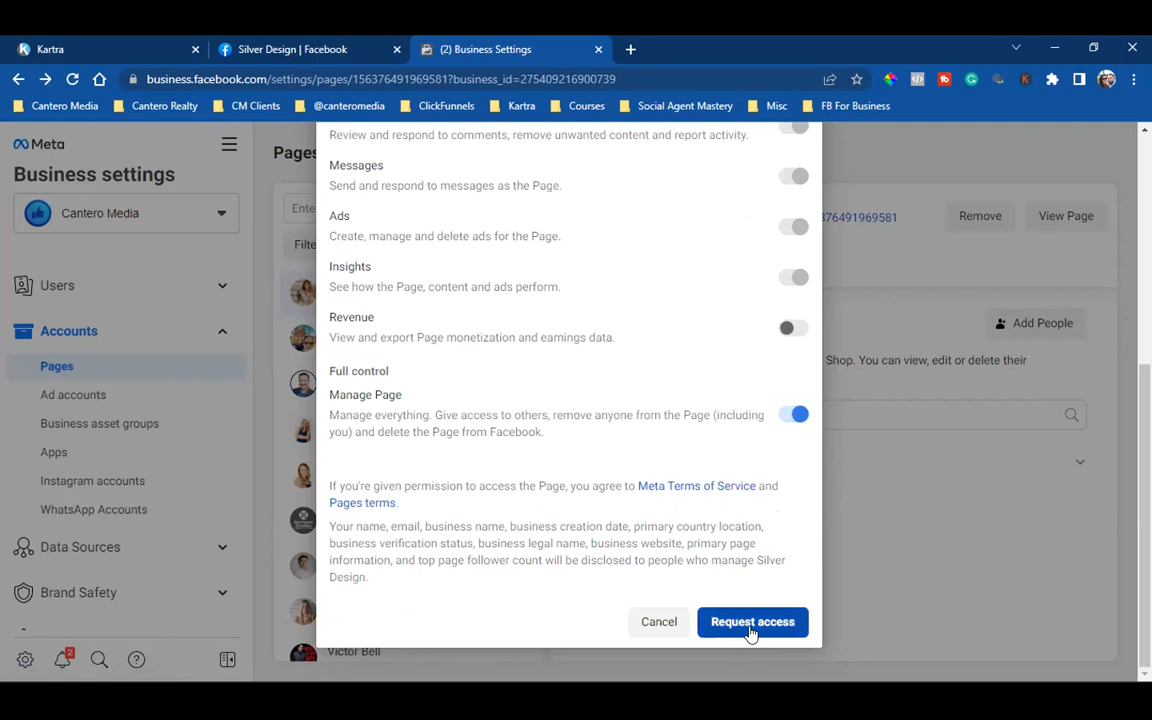 Kartra
Silver Design | Facebook
(2) Business Settings
business.facebook.com/settings/pages/156376491969581?business_id=275409216900739
Cantero Media
Cantero Realty
CM Clients
@canteromedia
ClickFunnels
Kartra
Courses
Social Agent Mastery
Misc
FB For Business
Meta
Business settings
Cantero Media
Users
Accounts
Pages
Ad accounts
Business asset groups
Apps
Instagram accounts
WhatsApp Accounts
Data Sources
Brand Safety
2
Pages
Review and respond to comments, remove unwanted content and report activity.
Messages
Send and respond to messages as the Page.
Ads
Create, manage and delete ads for the Page.
Insights
See how the Page, content and ads perform.
Revenue
View and export Page monetization and earnings data.
Full control
Manage Page
Manage everything. Give access to others, remove anyone from the Page (including
you) and delete the Page from Facebook.
If you're given permission to access the Page, you agree to Meta Terms of Service and
Pages terms.
Your name, email, business name, business creation date, primary country location,
business verification status, business legal name, business website, primary page
information, and top page follower count will be disclosed to people who manage Silver
Design.
Cancel
Request access
376491969581
Remove
View Page
Add People
Shop. You can view, edit or delete their
Victor Bell